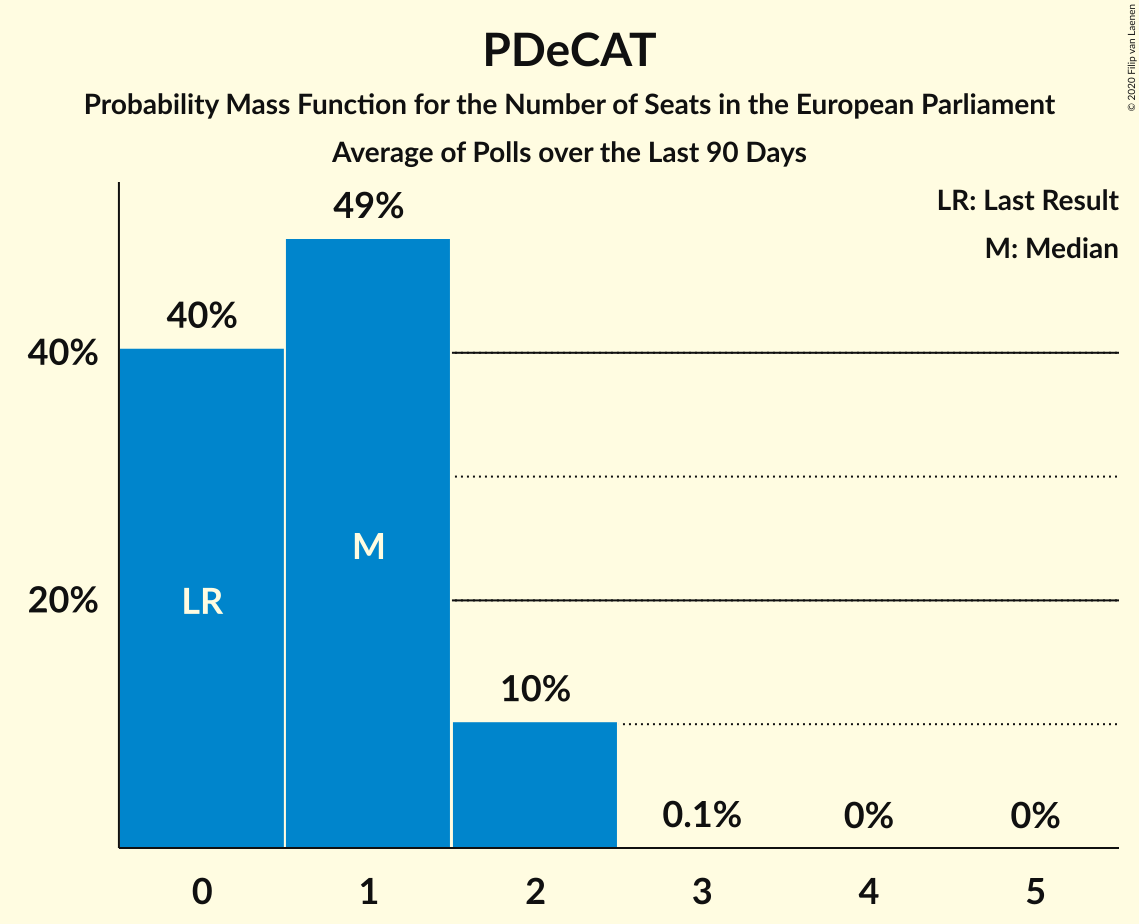 PDeCAT
Probability Mass Function for the Number of Seats in the European Parliament
Average of Polls over the Last 90 Days
© 2020 Filip van Laenen
LR: Last Result
M: Median
49%
40%
40%
M
LR
20%
10%
0.1%
0%
0%
0
1
2
3
4
5